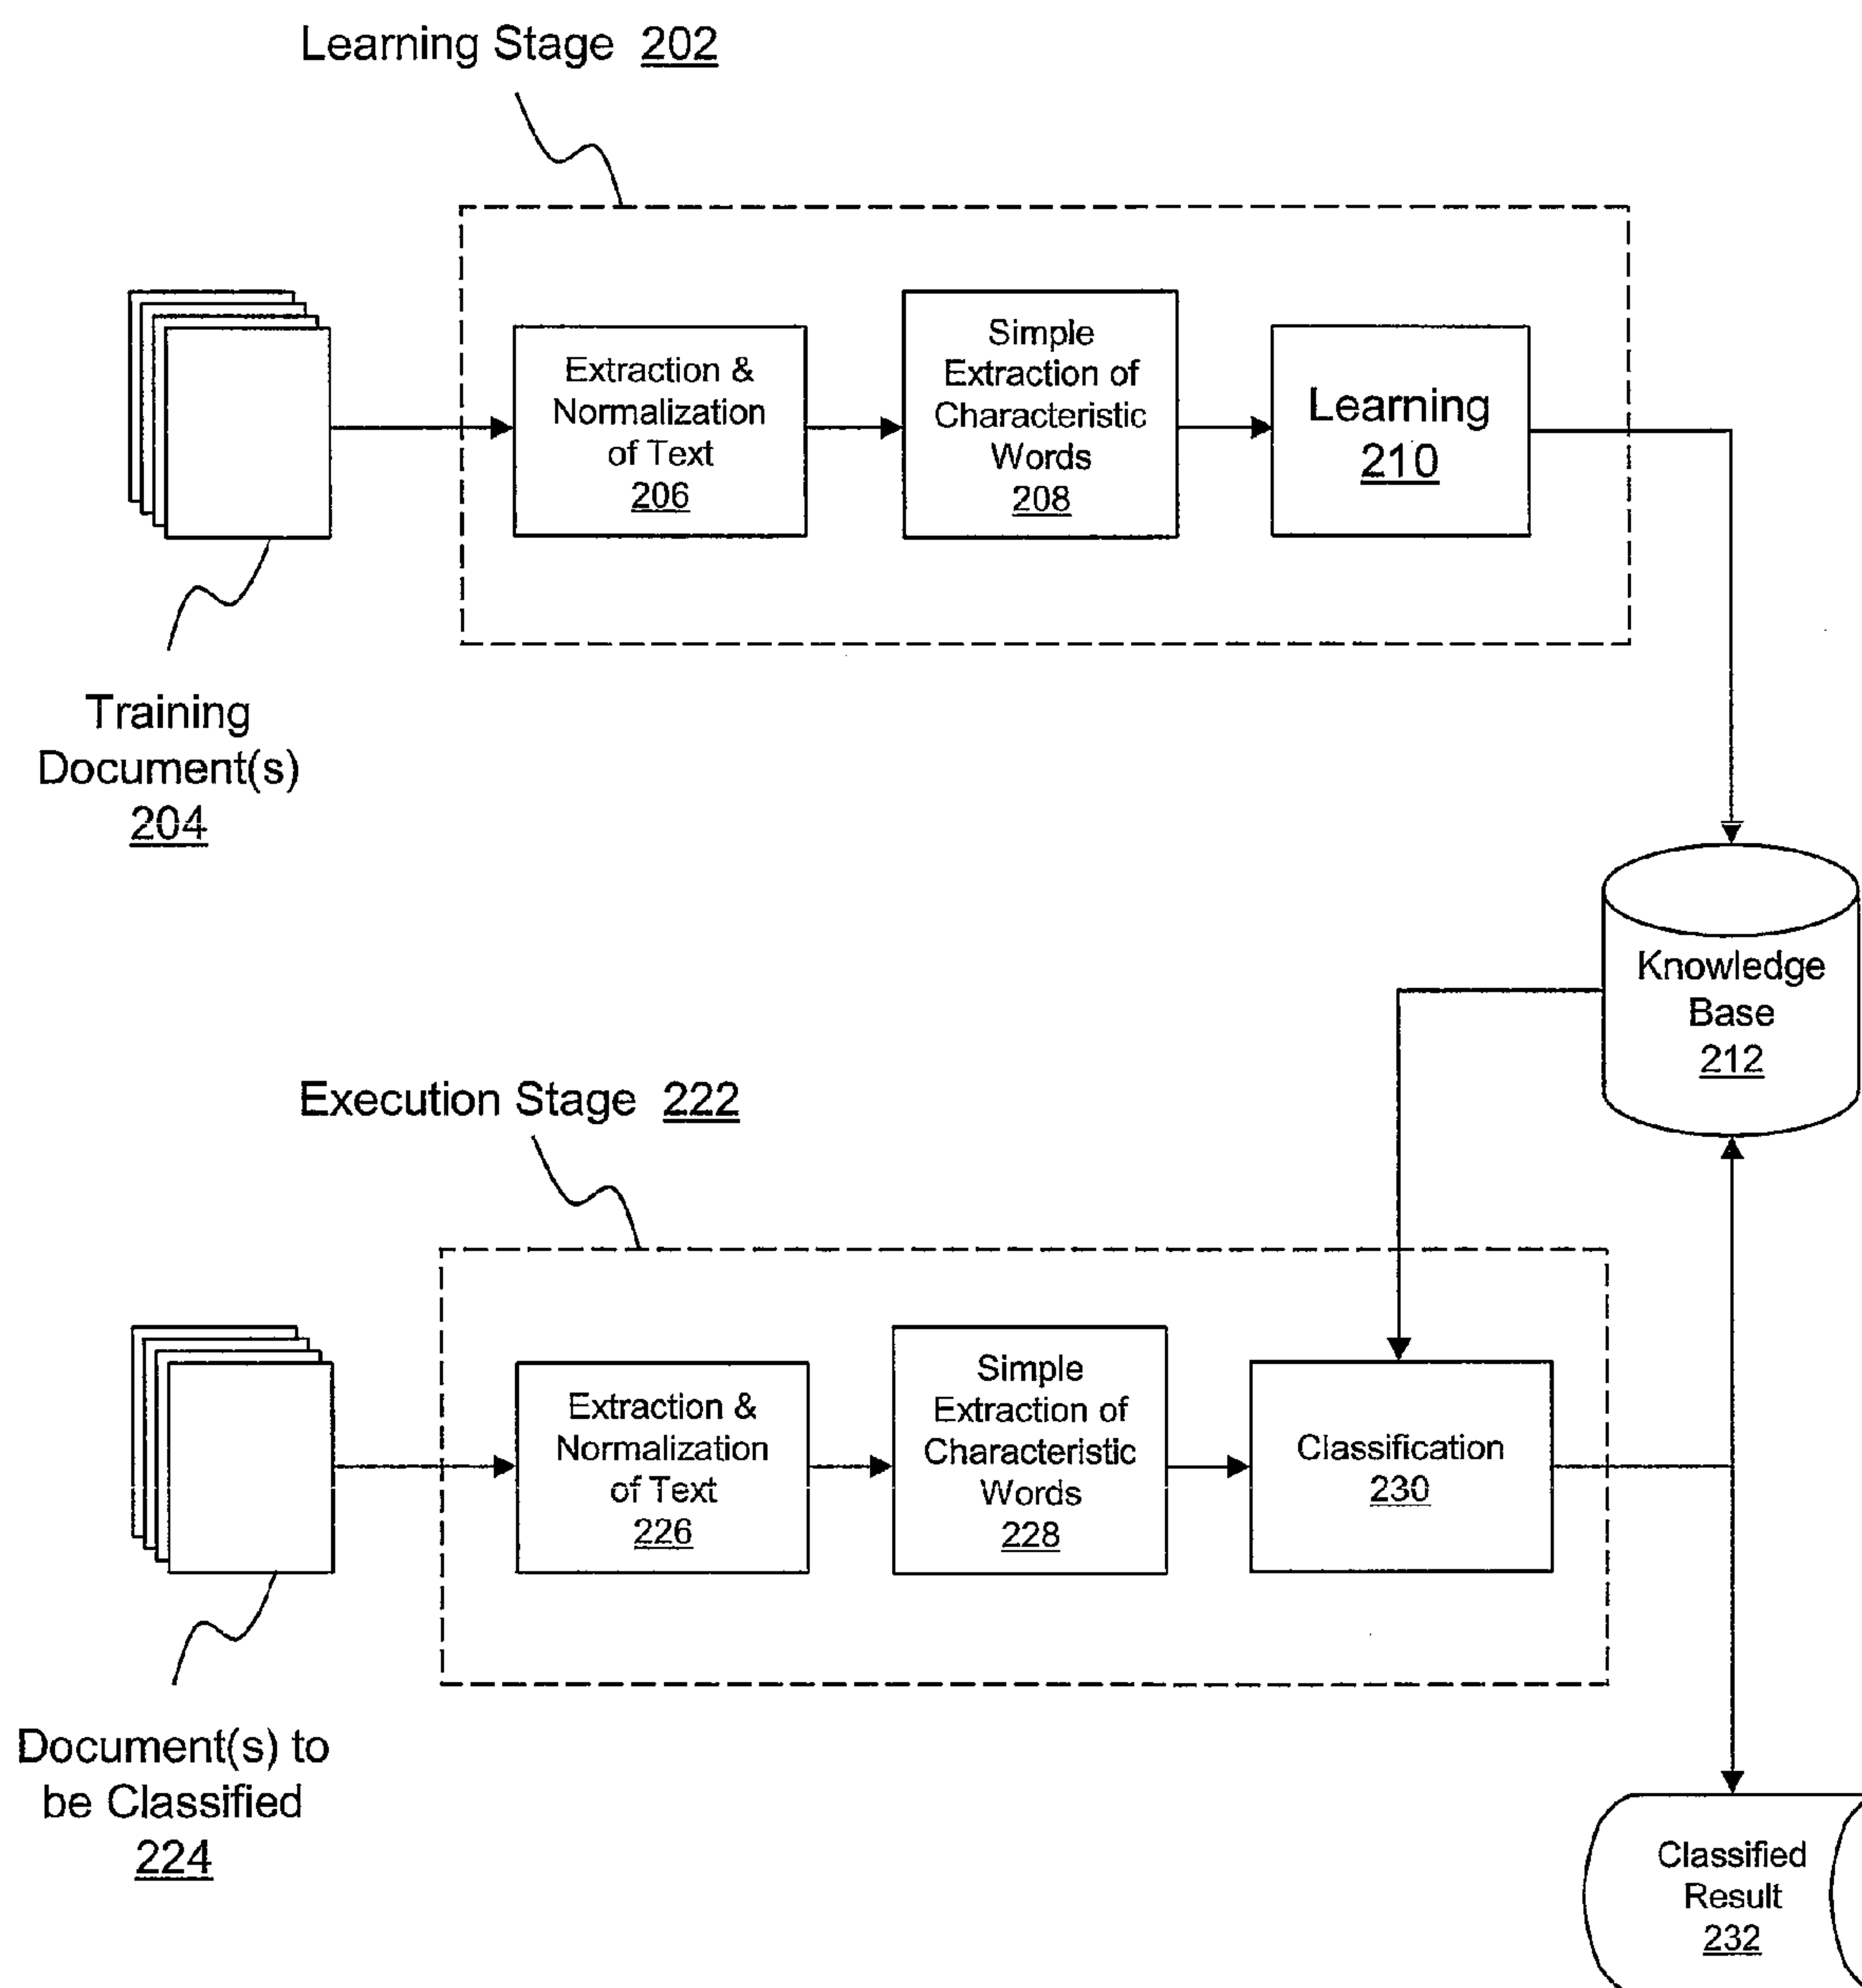 Learning Stage 202
Extraction &
Normalization
of Text
206
Simple
Extraction of
Characteristic
Words
208
Learning
210
Training
Document(s)
204
Knowledge
Base
212
Execution Stage 222
Extraction &
Normalization
of Text
226
Simple
Extraction of
Characteristic
Words
228
Classification
230
Document(s) to
be Classified
224
Classified
Result
232